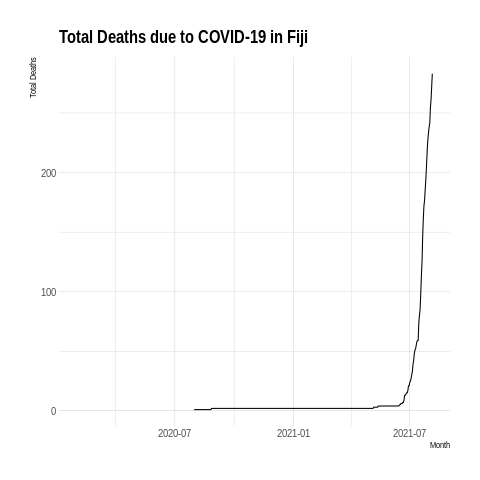 Total Deaths due to COVID-19 in Fiji
Total Deaths
200
100
0
2020-07 2021-01 2021-07
Month